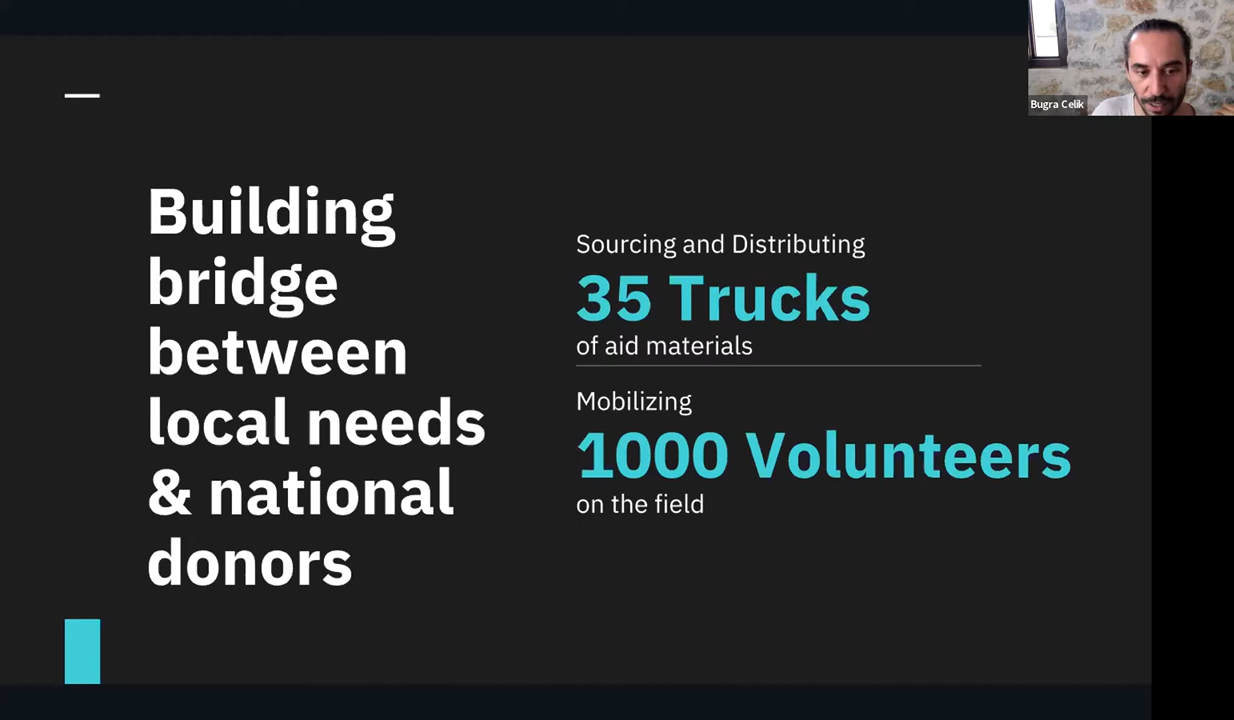 Bugra Celik
Building
bridge
between
local needs
& national
donors
Sourcing and Distributing
35 Trucks
of aid materials
Mobilizing
1000 Volunteers
on the field